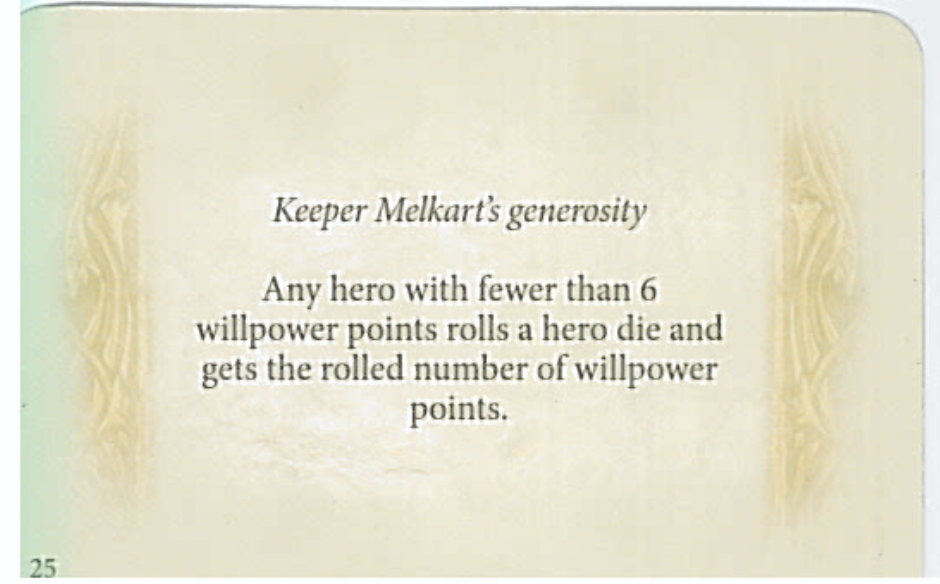 Keeper Melkart's generosity
Any hero with fewer than 6
willpower points rolls a hero die and
gets the rolled number of willpower
points.
25